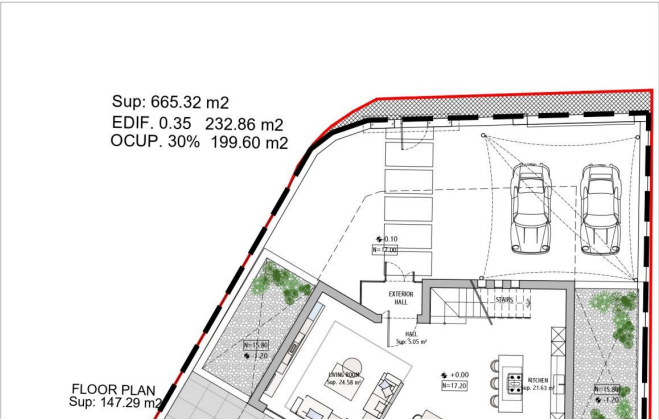 Sup: 665.32 m2
EDIF. 0.35 232.86 m2
OCUP. 30% 199.60 m2
-0.10
N=17.00
EXTERIOR
HALL
STAIRS
HALL
Sup: 5.05 m²
N=15.80
-1.20
LIVING ROOM
sup. 24.58 m²
+0.00
N=17.20
KITCHEN
sup. 21.63 m²
N=15.80
-1.20
FLOOR PLAN
Sup: 147.29 m2